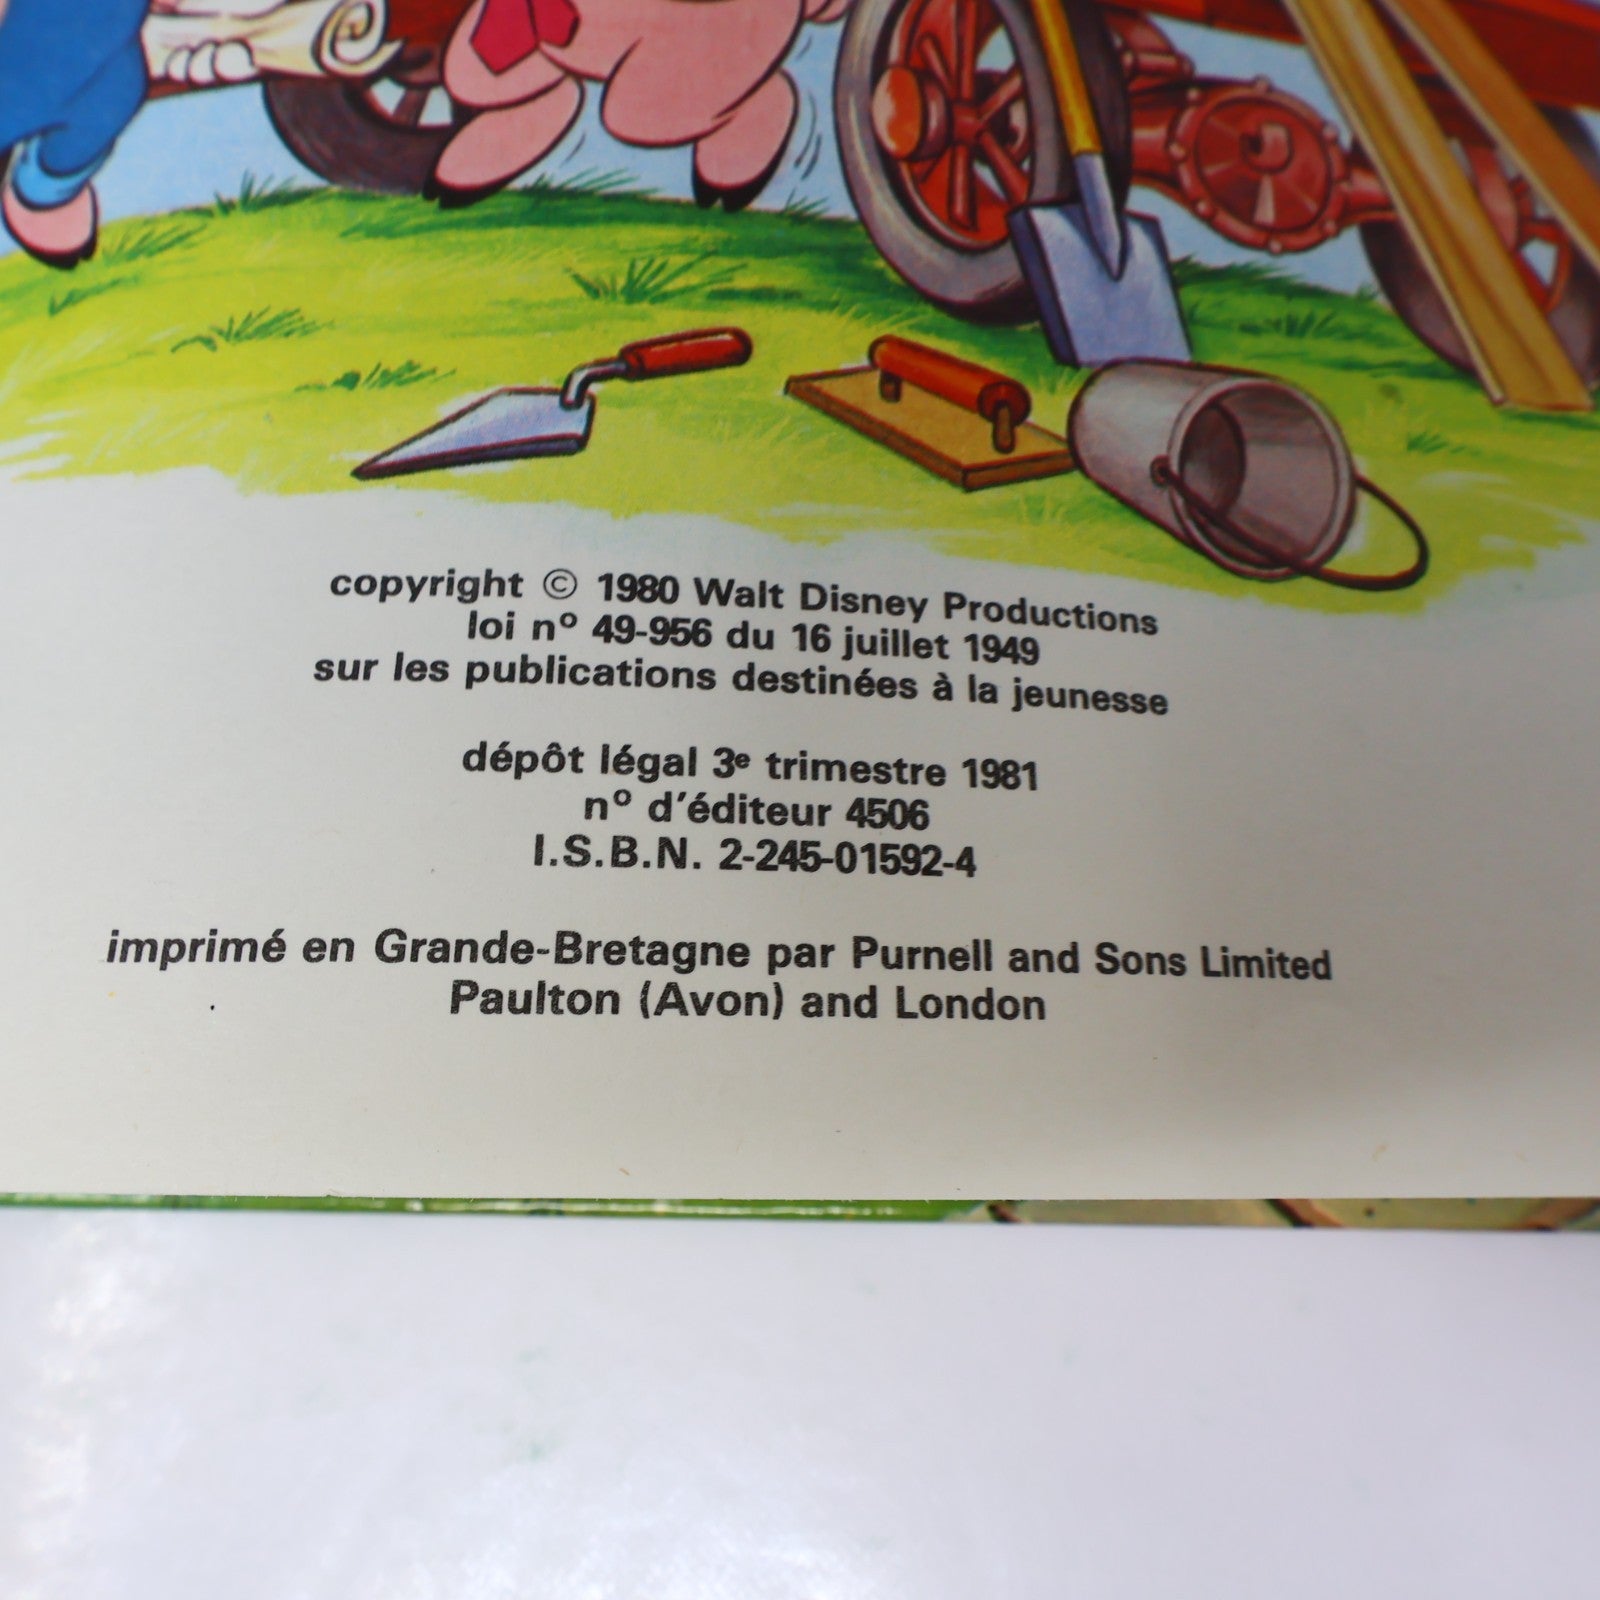 copyright © 1980 Walt Disney Productions
loi nº 49-956 du 16 juillet 1949
sur les publications destinées à la jeunesse
dépôt légal 3e trimestre 1981
nº d'éditeur 4506
I.S.B.N. 2-245-01592-4
imprimé en Grande-Bretagne par Purnell and Sons Limited
Paulton (Avon) and London